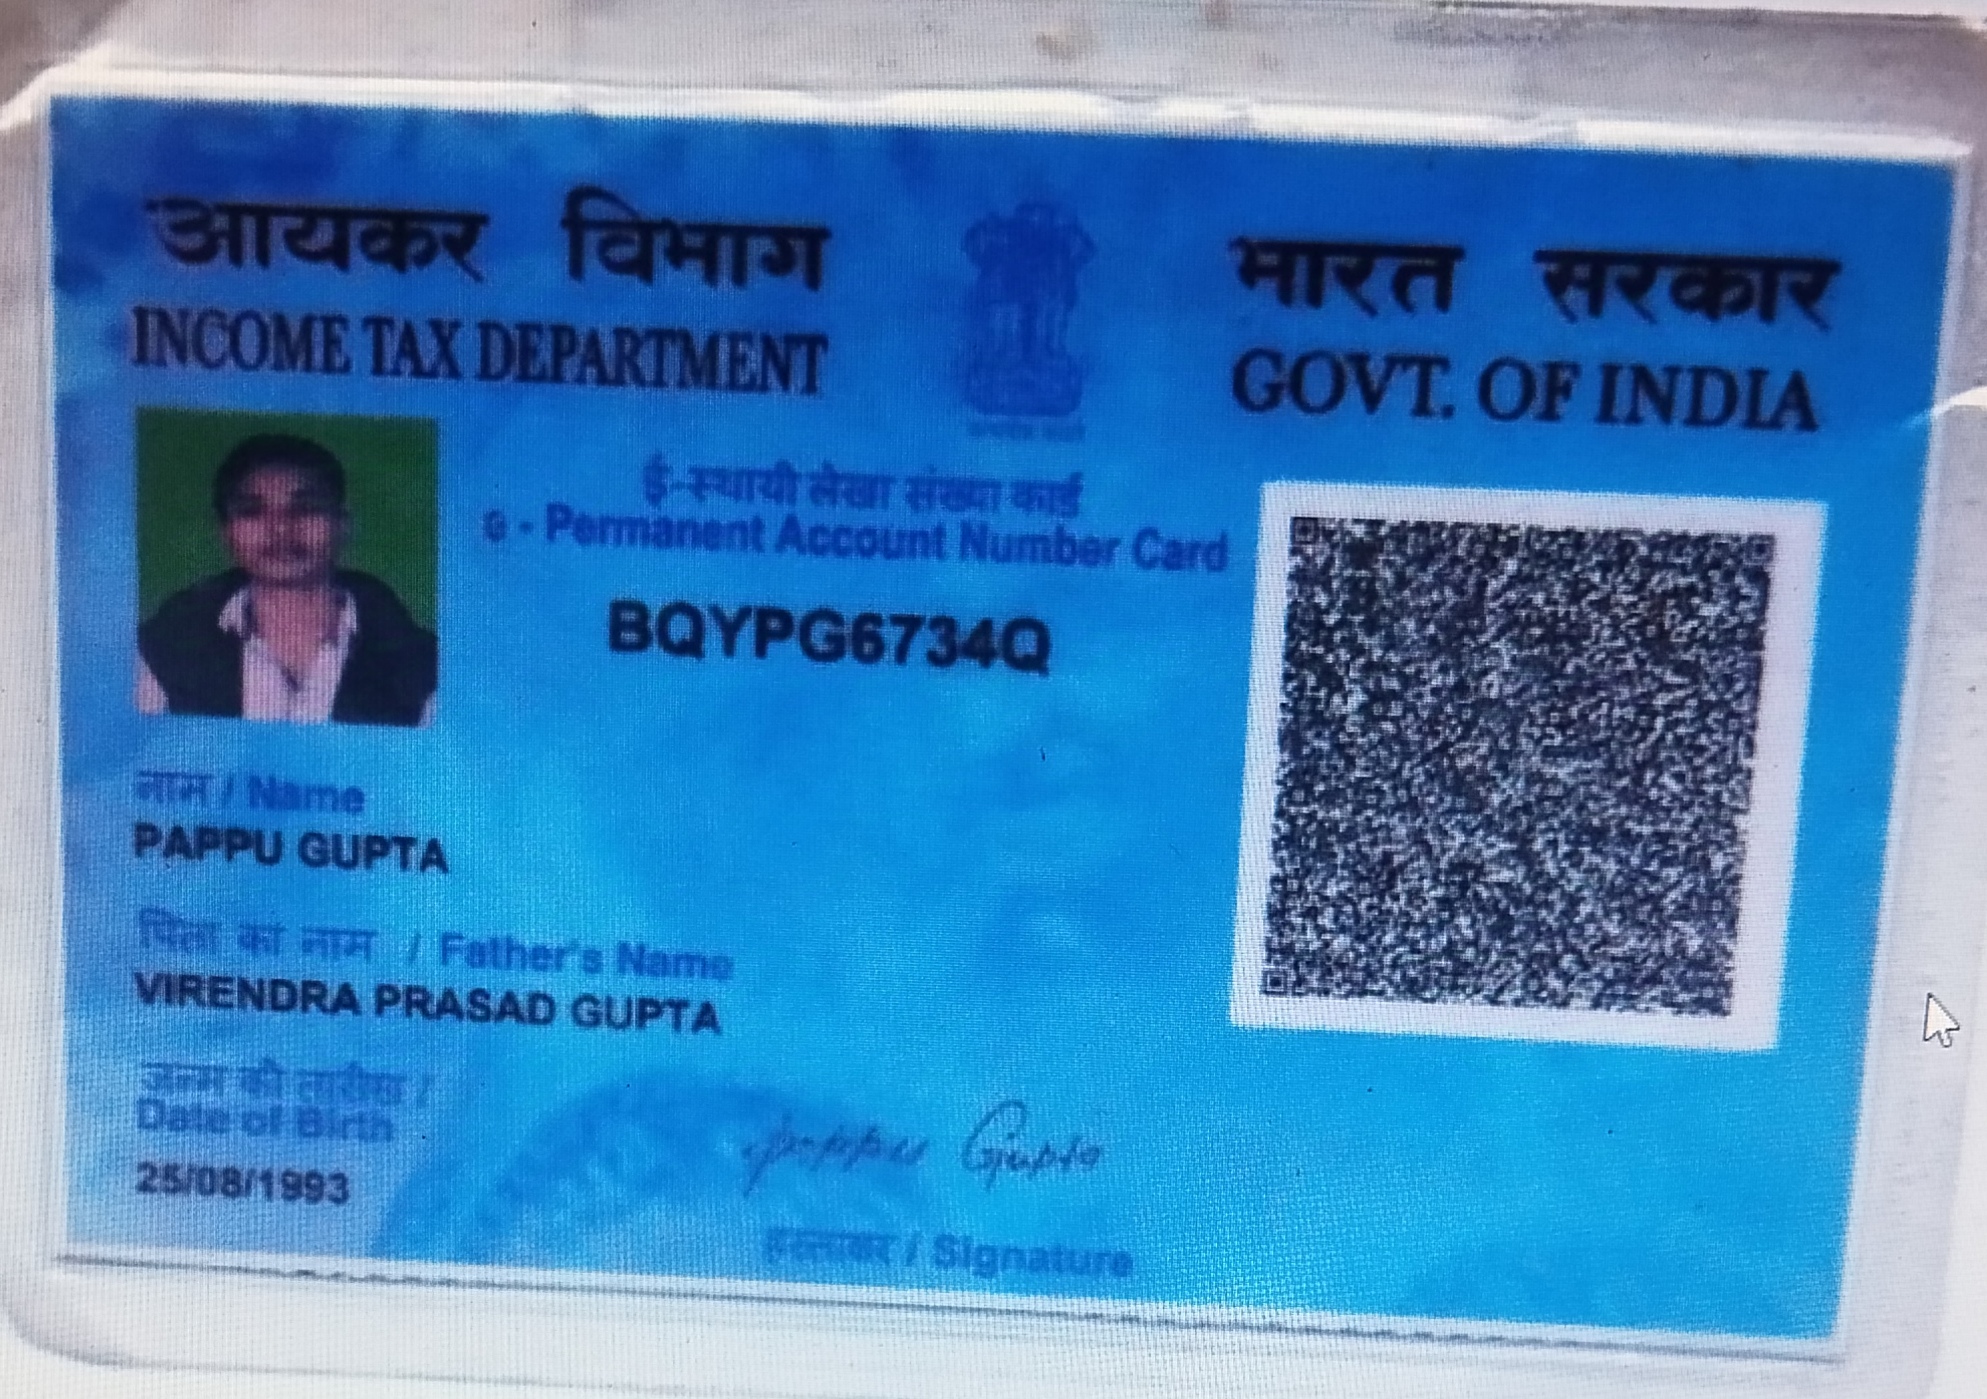 आयकर विभाग
INCOME TAX DEPARTMENT
भारत सरकार
GOVT. OF INDIA
ई-स्थायी लेखा संख्या कार्ड
e - Permanent Account Number Card
BQYPG6734Q
नाम / Name
PAPPU GUPTA
पिता का नाम / Father's Name
VIRENDRA PRASAD GUPTA
जन्म की तारीख /
Date of Birth
25/08/1993
pappu Gupta
हस्ताक्षर / Signature